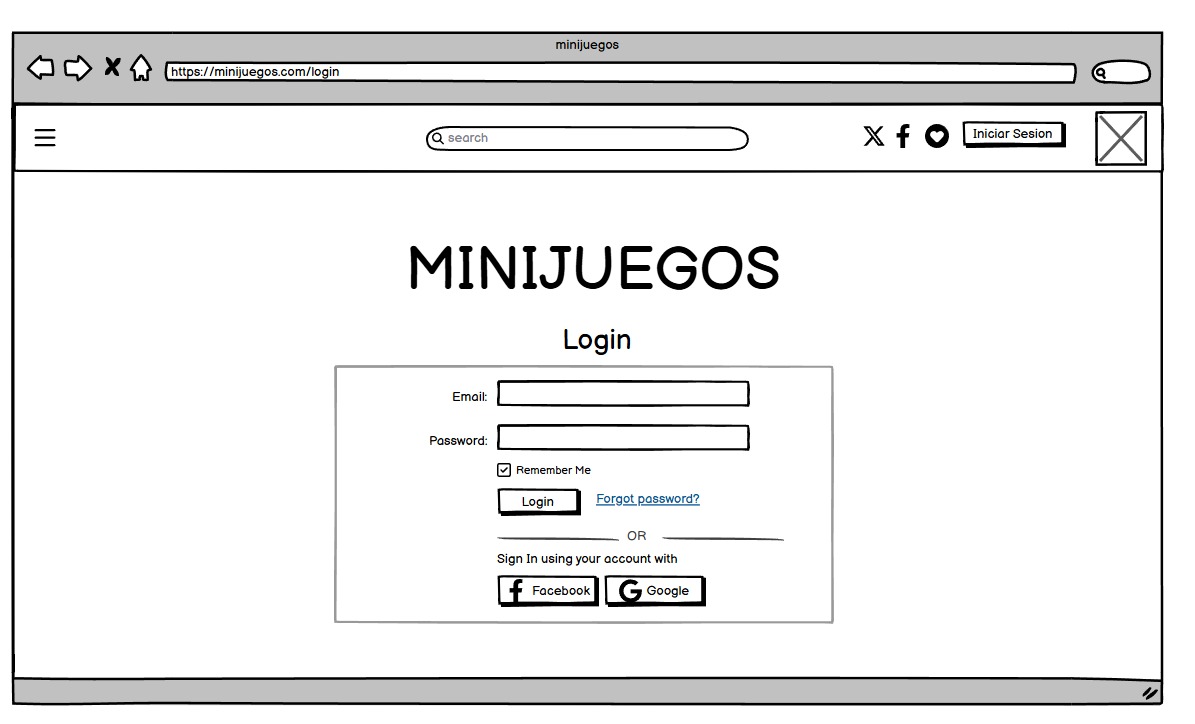 minijuegos
https://minijuegos.com/login
search
Iniciar Sesion
MINIJUEGOS
Login
Email:
Password:
Remember Me
Login Forgot password?
OR
Sign In using your account with
Facebook Google